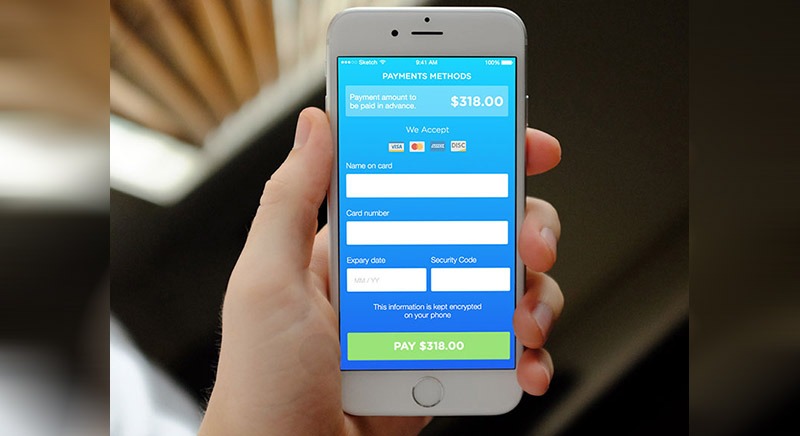 Sketch 9:41 AM 100%
PAYMENTS METHODS
Payment amount to
be paid in advance.
$318.00
We Accept
VISA DISC
Name on card
Card number
Expary date Security Code
MM / YY
This information is kept encrypted
on your phone
PAY $318.00